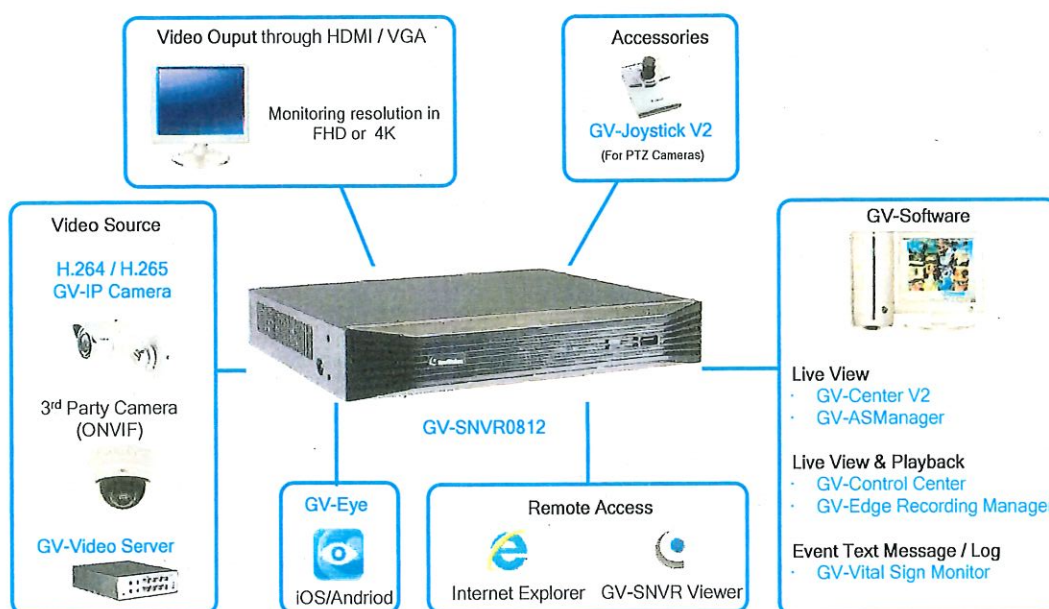 Video Ouput through HDMI / VGA
Monitoring resolution in
FHD or 4K
Accessories
GV-Joystick V2
(For PTZ Cameras)
Video Source
H.264 / H.265
GV-IP Camera
3rd Party Camera
(ONVIF)
GV-Video Server
GV-SNVR0812
GV-Eye
iOS/Andriod
Remote Access
Internet Explorer
GV-SNVR Viewer
GV-Software
Live View
· GV-Center V2
· GV-ASManager
Live View & Playback
· GV-Control Center
· GV-Edge Recording Manager
Event Text Message / Log
· GV-Vital Sign Monitor